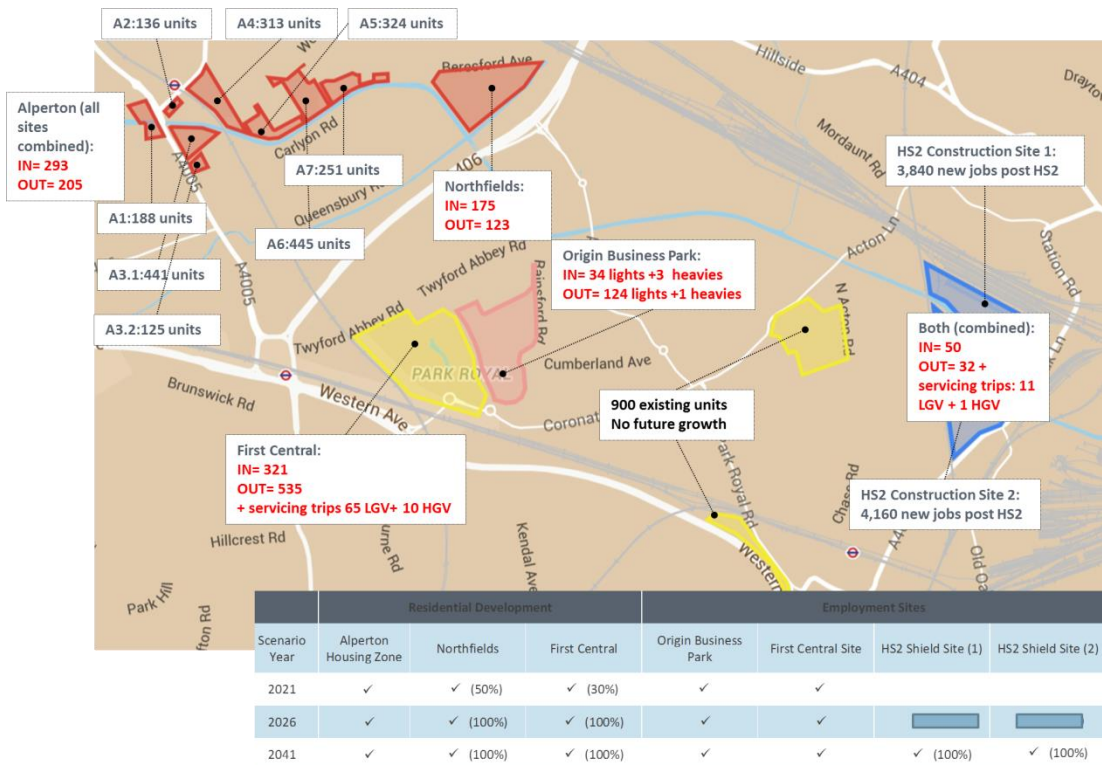 A2:136 units
A4:313 units
A5:324 units
Alperton (all
sites
combined):
IN= 293
OUT= 205
A1:188 units
A3.1:441 units
A3.2:125 units
A6:445 units
A7:251 units
Northfields:
IN= 175
OUT= 123
Origin Business Park:
IN= 34 lights +3 heavies
OUT= 124 lights +1 heavies
HS2 Construction Site 1:
3,840 new jobs post HS2
Both (combined):
IN= 50
OUT= 32 +
servicing trips: 11
LGV + 1 HGV
900 existing units
No future growth
First Central:
IN= 321
OUT= 535
+ servicing trips 65 LGV+ 10 HGV
HS2 Construction Site 2:
4,160 new jobs post HS2
Beresford Ave
Hillside
A404
Mordaunt Rd
Carlyon Rd
A4005
406
Queensbury Rd
Acton Ln
Station Rd
Twyford Abbey Rd
Rainsford Rd
N Acton Rd
A4005
Twyford Abbey Rd
Cumberland Ave
PARK ROYAL
Brunswick Rd
Western Ave
Park Royal Rd
Chase Rd
Hillcrest Rd
Kendal Ave
Western
Park Hill
Residential Development
Employment Sites
Scenario Year
Alperton Housing Zone
Northfields
First Central
Origin Business Park
First Central Site
HS2 Shield Site (1)
HS2 Shield Site (2)
2021 ✓ ✓ (50%) ✓ (30%) ✓ ✓
2026 ✓ ✓ (100%) ✓ (100%) ✓ ✓
2041 ✓ ✓ (100%) ✓ (100%) ✓ ✓ ✓ (100%) ✓ (100%)